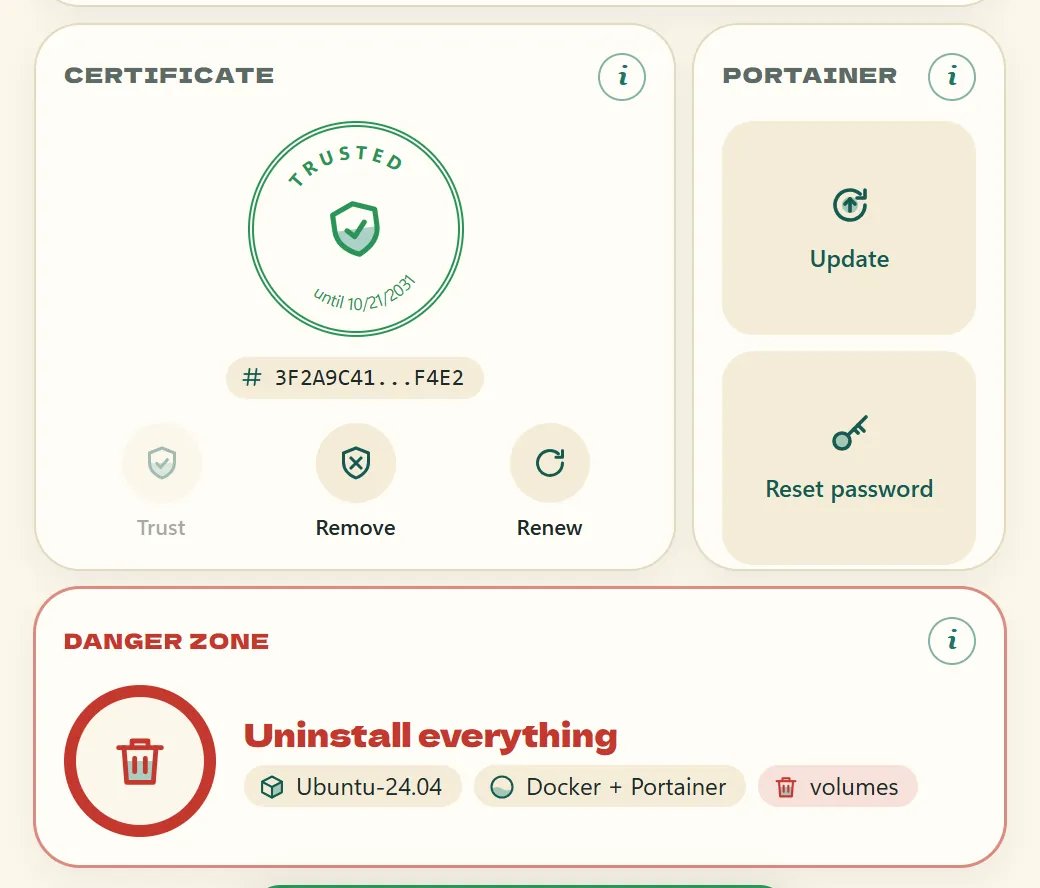 CERTIFICATE
i
TRUSTED
until 10/21/2031
# 3F2A9C41...F4E2
Trust
Remove
Renew
PORTAINER
i
Update
Reset password
DANGER ZONE
i
Uninstall everything
Ubuntu-24.04
Docker + Portainer
volumes